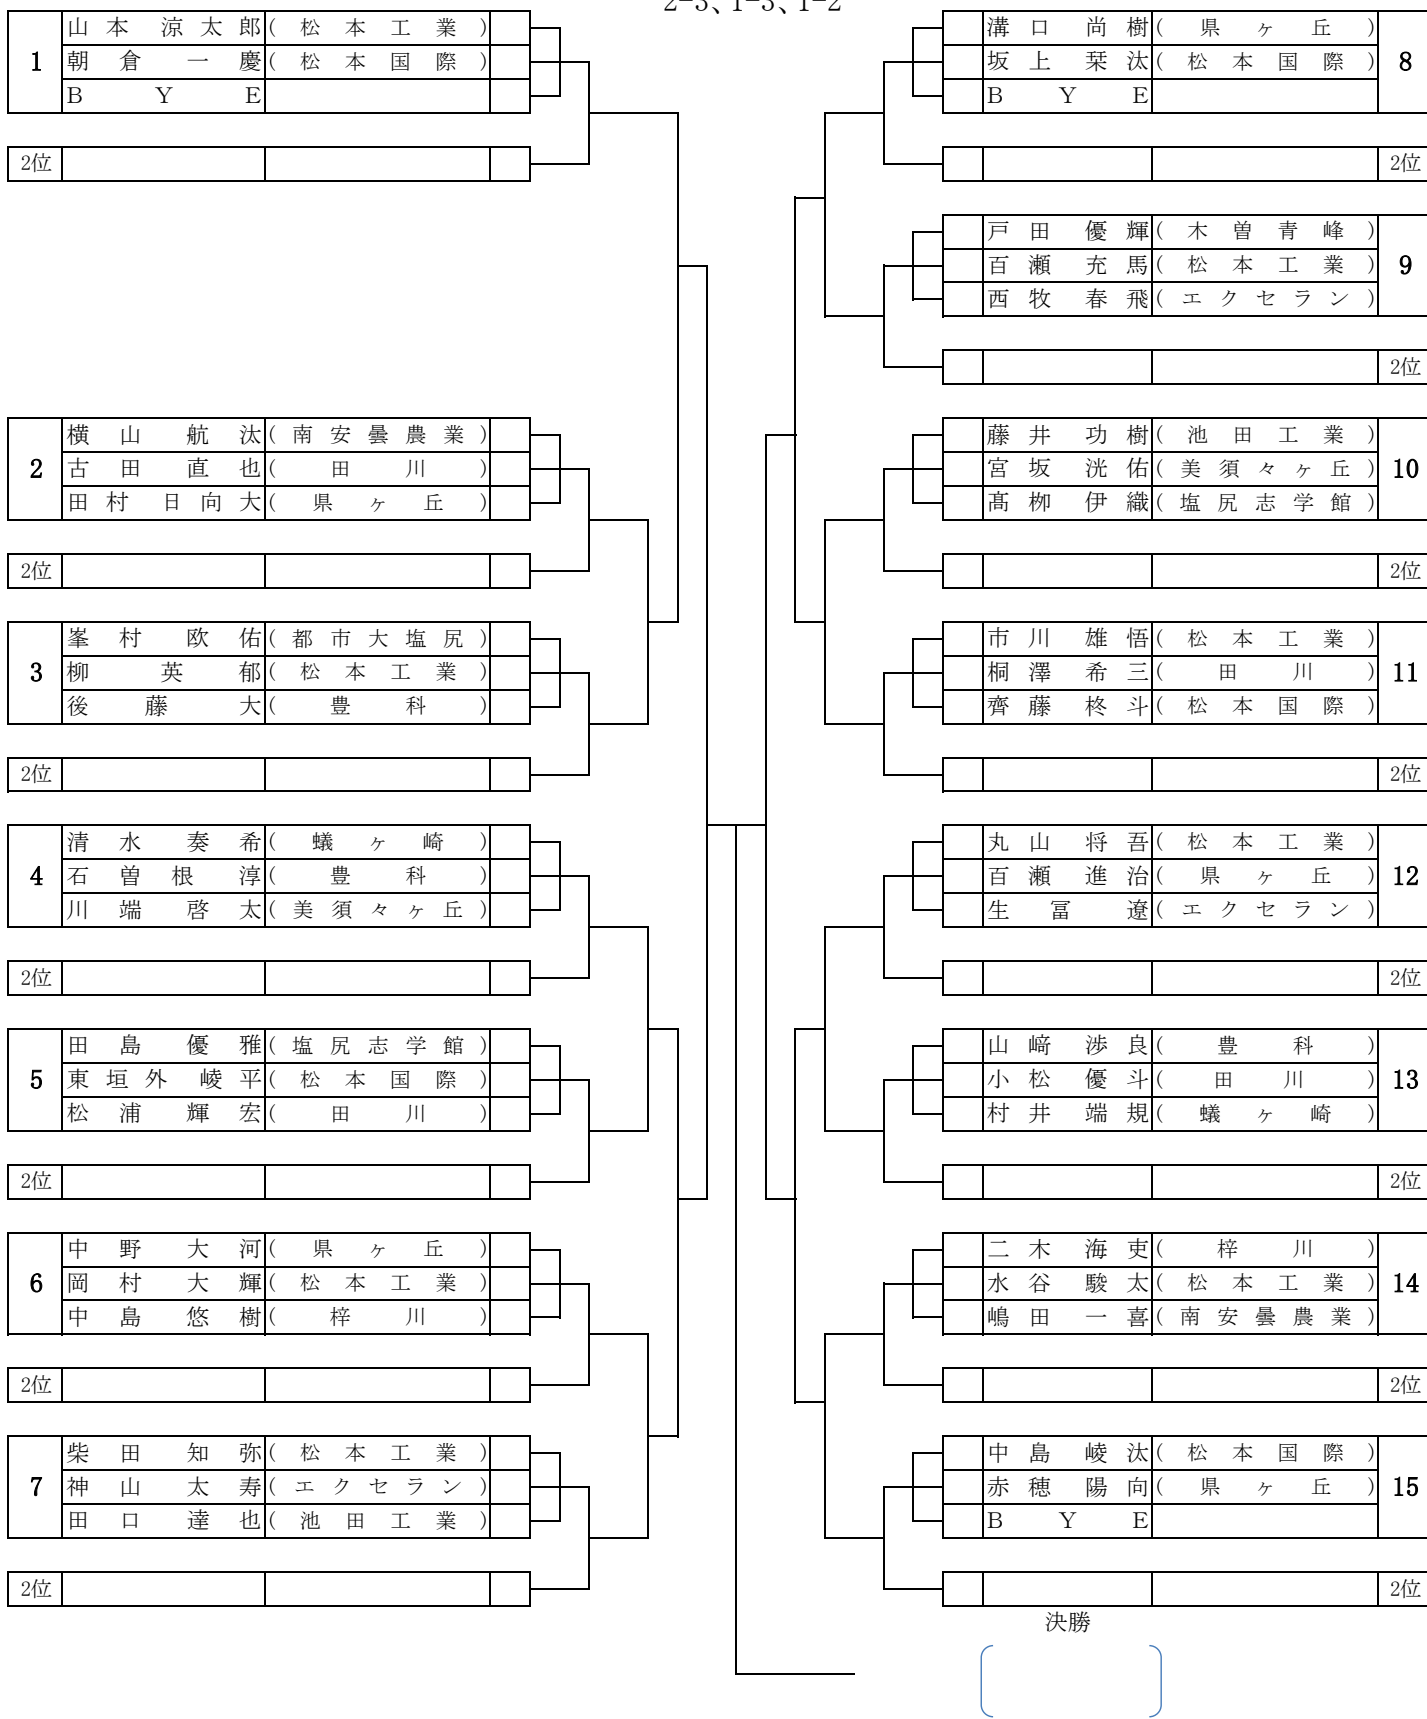 2-3、1-3、1-2
1
山本 涼太郎(松本工業)
朝倉 一慶(松本国際)
BYE
2位
2
横山 航汰(南安曇農業)
古田 直也(田川)
田村 日向大(県ヶ丘)
2位
3
峯村 欧佑(都市大塩尻)
柳 英郁(松本工業)
後藤 大(豊科)
2位
4
清水 奏希(蟻ヶ崎)
石曽根 淳(豊科)
川端 啓太(美須々ヶ丘)
2位
5
田島 優雅(塩尻志学館)
東垣外 崚平(松本国際)
松浦 輝宏(田川)
2位
6
中野 大河(県ヶ丘)
岡村 大輝(松本工業)
中島 悠樹(梓川)
2位
7
柴田 知弥(松本工業)
神山 太寿(エクセラン)
田口 達也(池田工業)
2位
溝口 尚樹(県ヶ丘)
坂上 栞汰(松本国際)
BYE
8
2位
戸田 優輝(木曽青峰)
百瀬 充馬(松本工業)
西牧 春飛(エクセラン)
9
2位
藤井 功樹(池田工業)
宮坂 洸佑(美須々ヶ丘)
髙栁 伊織(塩尻志学館)
10
2位
市川 雄悟(松本工業)
桐澤 希三(田川)
齊藤 柊斗(松本国際)
11
2位
丸山 将吾(松本工業)
百瀬 進治(県ヶ丘)
生冨 遼(エクセラン)
12
2位
山﨑 渉良(豊科)
小松 優斗(田川)
村井 端規(蟻ヶ崎)
13
2位
二木 海吏(梓川)
水谷 駿太(松本工業)
嶋田 一喜(南安曇農業)
14
2位
中島 崚汰(松本国際)
赤穂 陽向(県ヶ丘)
BYE
15
2位
決勝